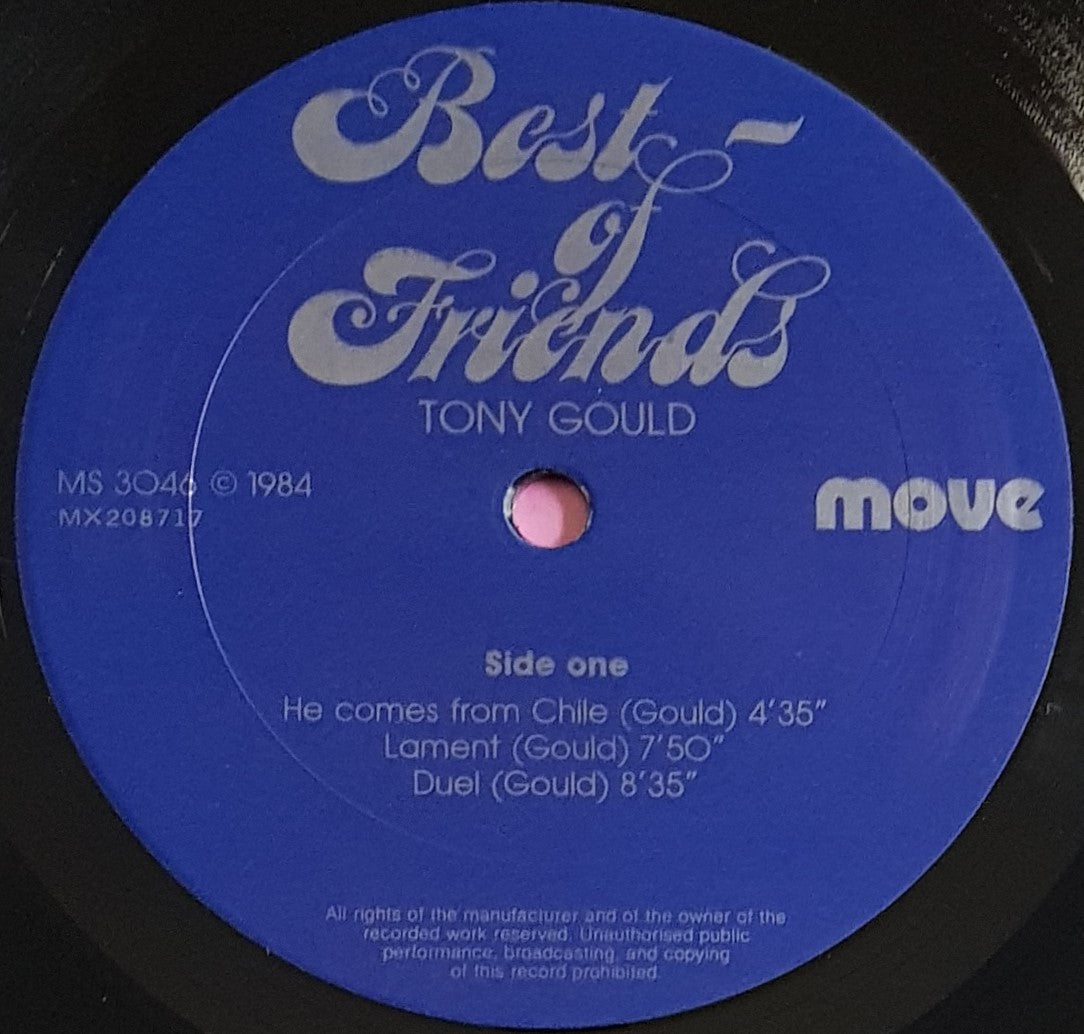 Best -
of
Friends
TONY GOULD
MS 3046 © 1984
MX208717
move
Side one
He comes from Chile (Gould) 4'35"
Lament (Gould) 7'50"
Duel (Gould) 8'35"
All rights of the manufacturer and of the owner of the
recorded work reserved. Unauthorised public
performance, broadcasting, and copying
of this record prohibited.